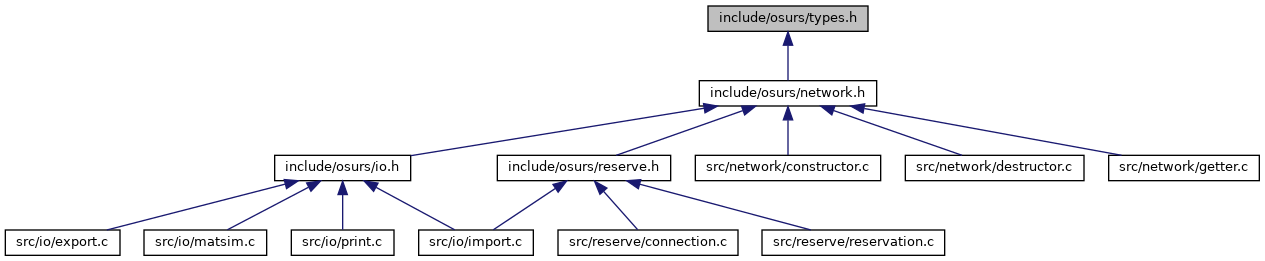 include/osurs/types.h
include/osurs/network.h
include/osurs/io.h
include/osurs/reserve.h
src/network/constructor.c
src/network/destructor.c
src/network/getter.c
src/io/export.c
src/io/matsim.c
src/io/print.c
src/io/import.c
src/reserve/connection.c
src/reserve/reservation.c